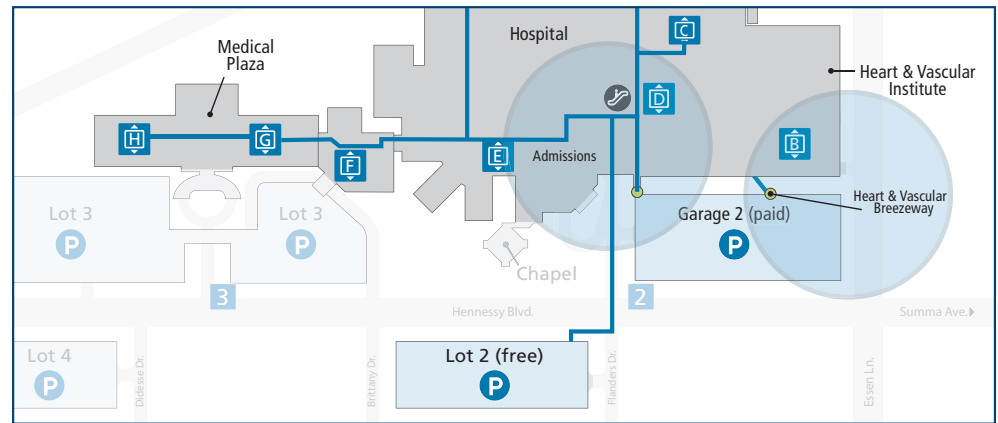 C
Hospital
Medical
Plaza
Heart & Vascular
Institute
D
H
G
B
E
F
Admissions
Heart & Vascular
Breezeway
Lot 3
Lot 3
Garage 2 (paid)
P
P
P
Chapel
3
2
Hennessy Blvd.
Summa Ave.
Lot 4
Lot 2 (free)
P
P
Didesse Dr.
Brittany Dr.
Flanders Dr.
Essen Ln.